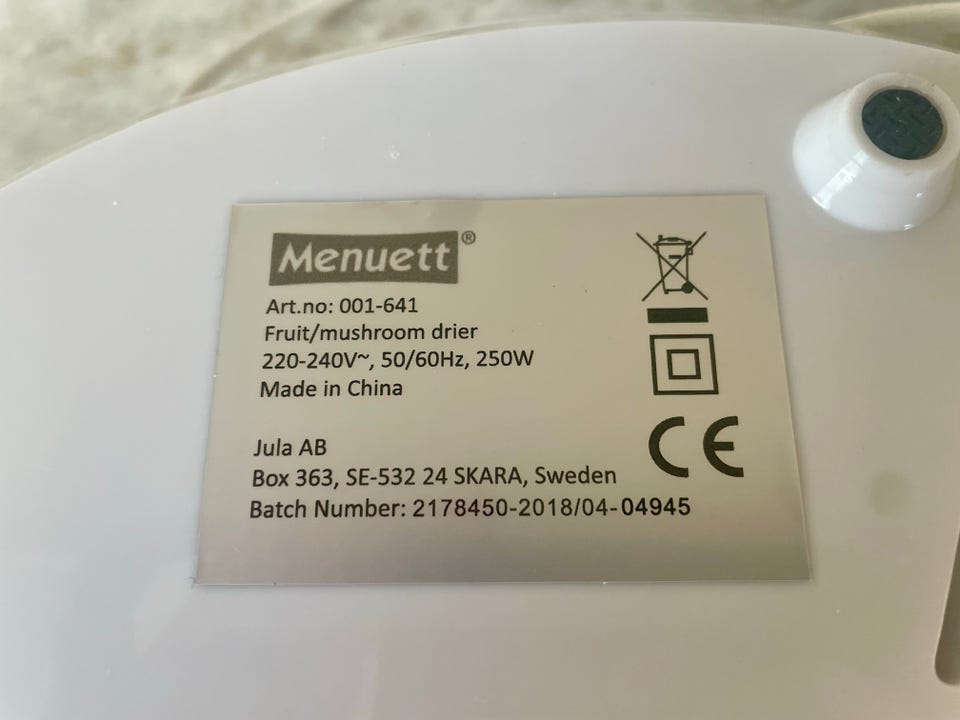 Menuett®
Art.no: 001-641
Fruit/mushroom drier
220-240V~, 50/60Hz, 250W
Made in China
Jula AB
Box 363, SE-532 24 SKARA, Sweden
Batch Number: 2178450-2018/04-04945
CE